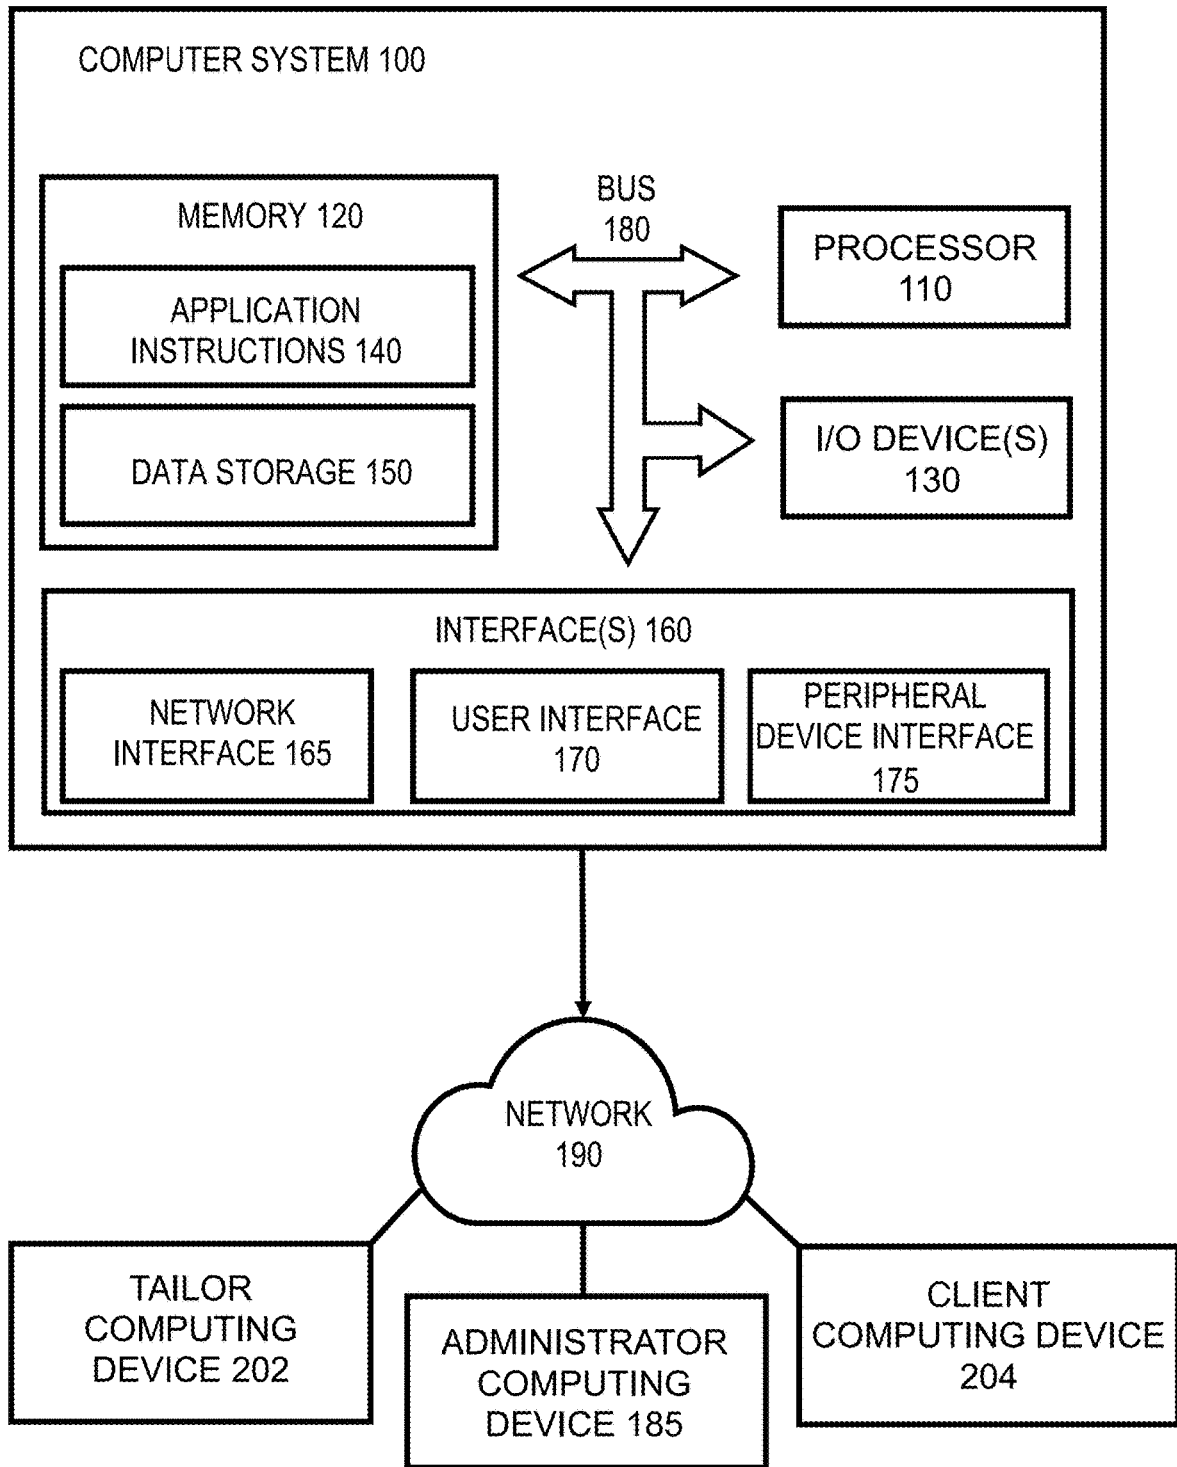 COMPUTER SYSTEM 100
MEMORY 120
APPLICATION
INSTRUCTIONS 140
DATA STORAGE 150
BUS
180
PROCESSOR
110
I/O DEVICE(S)
130
INTERFACE(S) 160
NETWORK
INTERFACE 165
USER INTERFACE
170
PERIPHERAL
DEVICE INTERFACE
175
NETWORK
190
TAILOR
COMPUTING
DEVICE 202
ADMINISTRATOR
COMPUTING
DEVICE 185
CLIENT
COMPUTING DEVICE
204